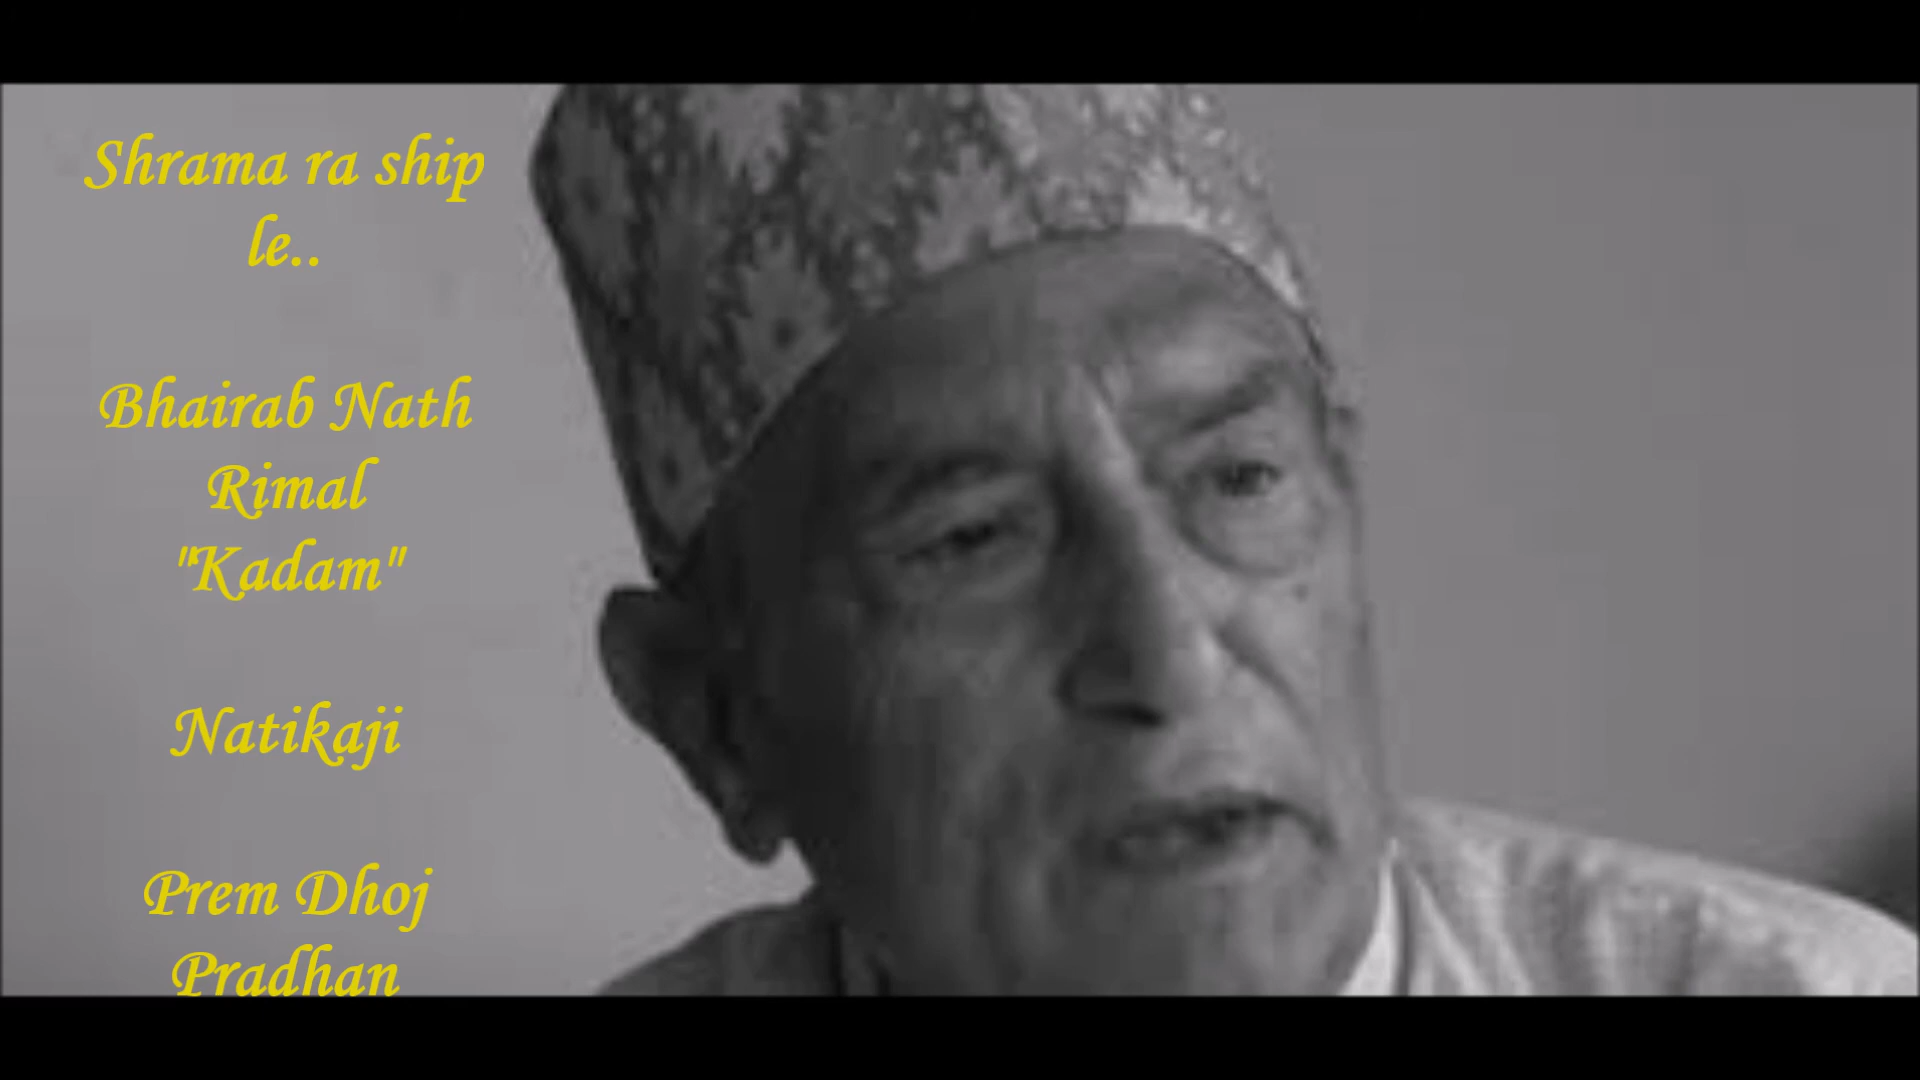 Shrama ra ship
le..
Bhairab Nath
Rimal
"Kadam"
Natikaji
Prem Dhoj
Pradhan